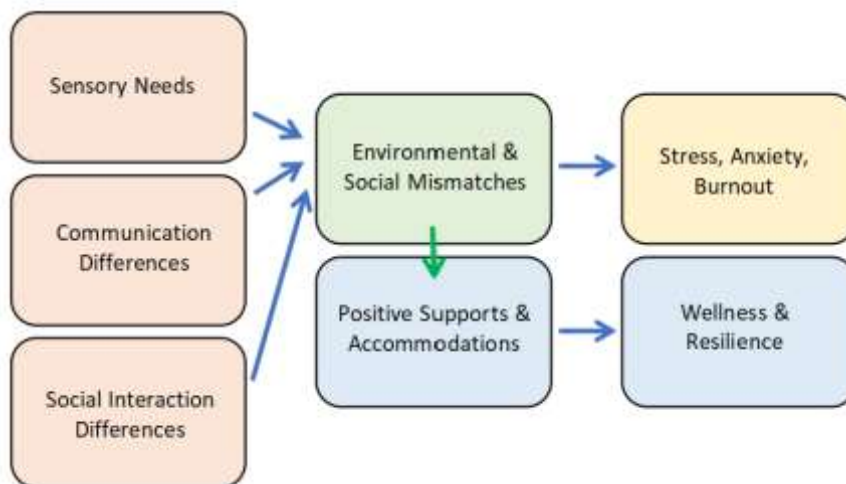 Sensory Needs
Communication
Differences
Social Interaction
Differences
Environmental &
Social Mismatches
Positive Supports &
Accommodations
Stress, Anxiety,
Burnout
Wellness &
Resilience